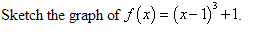 Sketch the graph of f(x) = (x − 1)³ + 1.